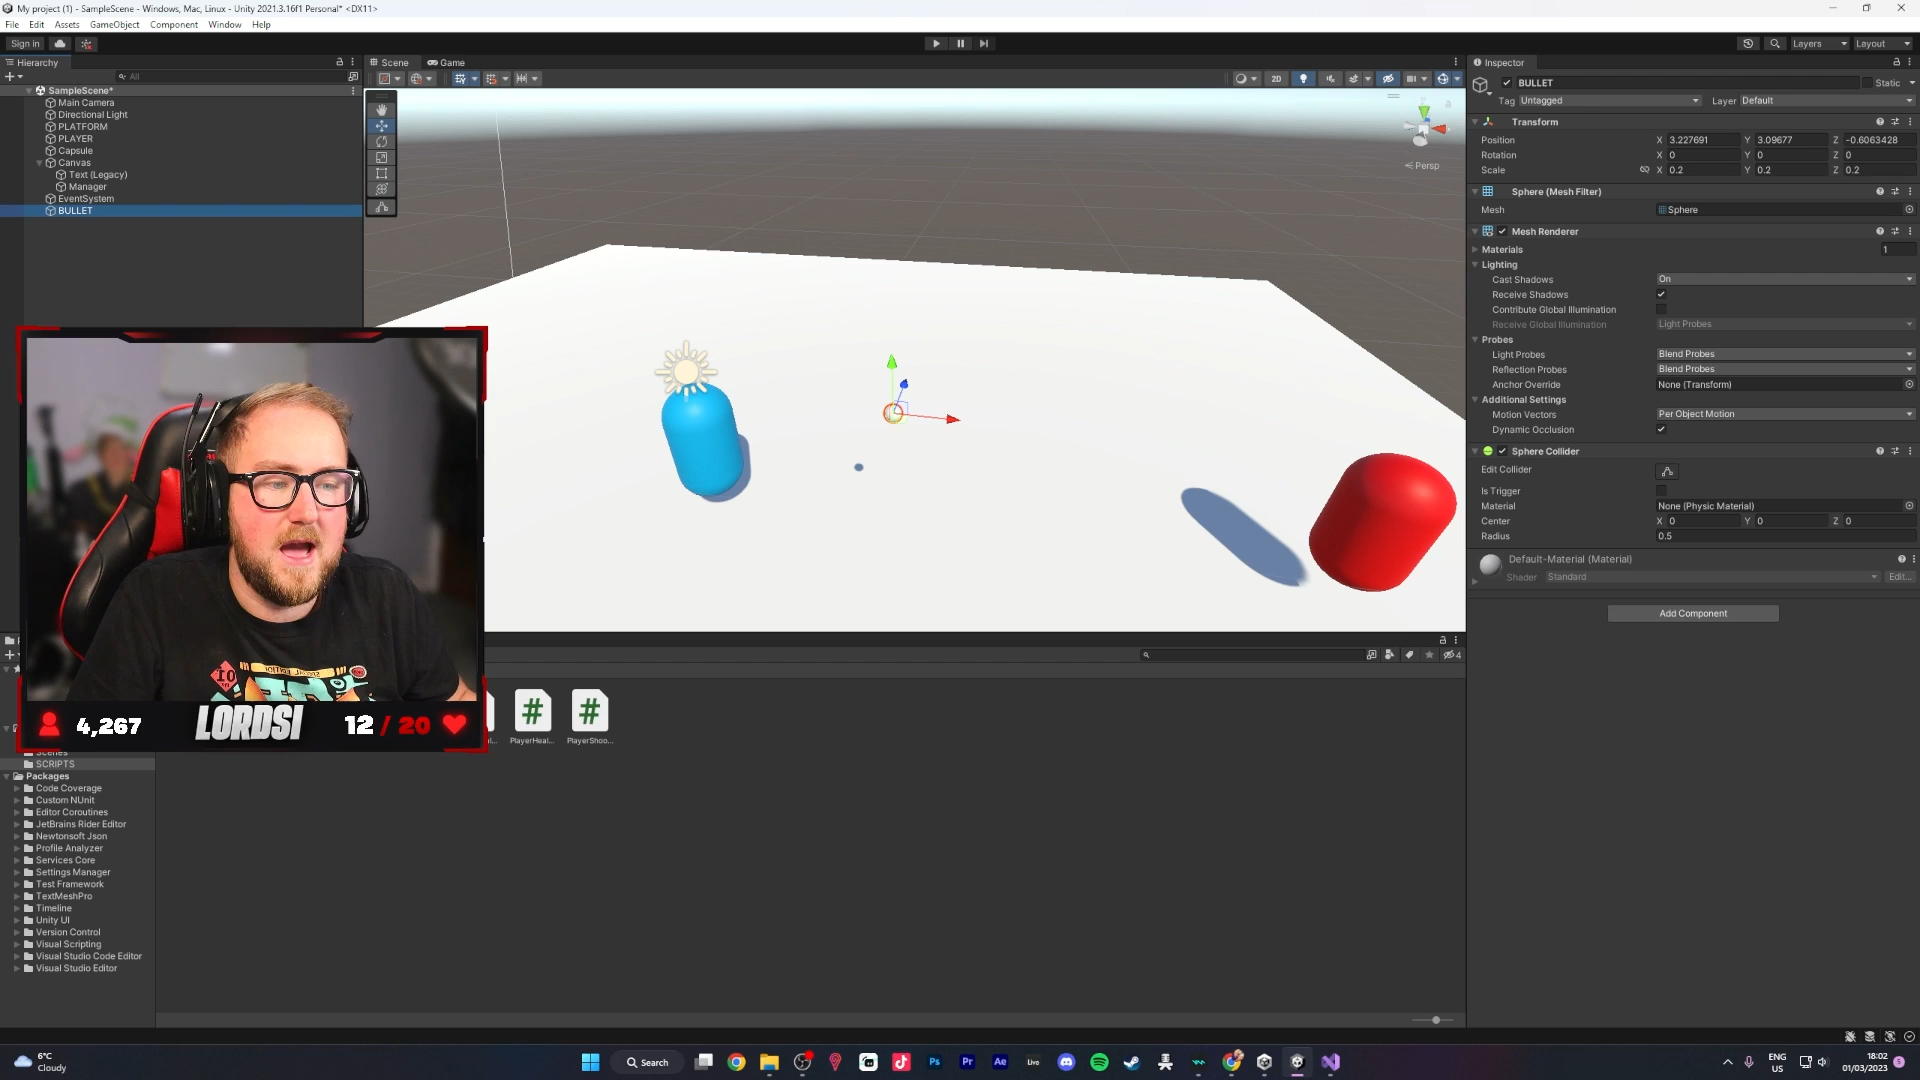 My project (1) - SampleScene - Windows, Mac, Linux - Unity 2021.3.16f1 Personal* <DX11>
File Edit Assets GameObject Component Window Help
Sign in
Layers
Layout
Hierarchy
All
SampleScene*
Main Camera
Directional Light
PLATFORM
PLAYER
Capsule
Canvas
Text (Legacy)
Manager
EventSystem
BULLET
Scene
Game
2D
Persp
Inspector
BULLET
Static
Tag Untagged
Layer Default
Transform
Position X 3.227691 Y 3.09677 Z -0.6063428
Rotation X 0 Y 0 Z 0
Scale X 0.2 Y 0.2 Z 0.2
Sphere (Mesh Filter)
Mesh Sphere
Mesh Renderer
Materials 1
Lighting
Cast Shadows On
Receive Shadows
Contribute Global Illumination
Receive Global Illumination Light Probes
Probes
Light Probes Blend Probes
Reflection Probes Blend Probes
Anchor Override None (Transform)
Additional Settings
Motion Vectors Per Object Motion
Dynamic Occlusion
Sphere Collider
Edit Collider
Is Trigger
Material None (Physic Material)
Center X 0 Y 0 Z 0
Radius 0.5
Default-Material (Material)
Shader Standard Edit...
Add Component
4
PlayerHeal...
PlayerShoo...
4,267
LORDSI
12 / 20
Scenes
SCRIPTS
Packages
Code Coverage
Custom NUnit
Editor Coroutines
JetBrains Rider Editor
Newtonsoft Json
Profile Analyzer
Services Core
Settings Manager
Test Framework
TextMeshPro
Timeline
Unity UI
Version Control
Visual Scripting
Visual Studio Code Editor
Visual Studio Editor
6°C
Cloudy
Search
Ps
Pr
Ae
Live
ENG
US
18:02
01/03/2023
5